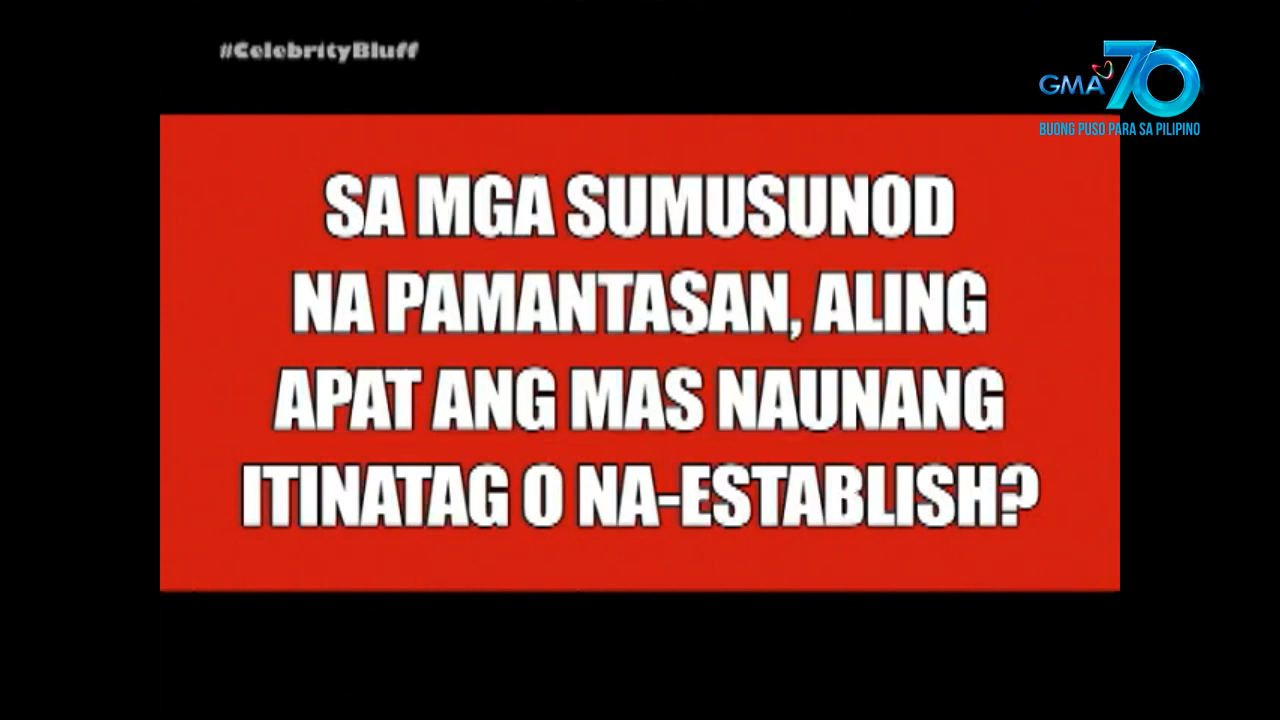 #CelebrityBluff
GMA 70
BUONG PUSO PARA SA PILIPINO
SA MGA SUMUSUNOD
NA PAMANTASAN, ALING
APAT ANG MAS NAUNANG
ITINATAG O NA-ESTABLISH?